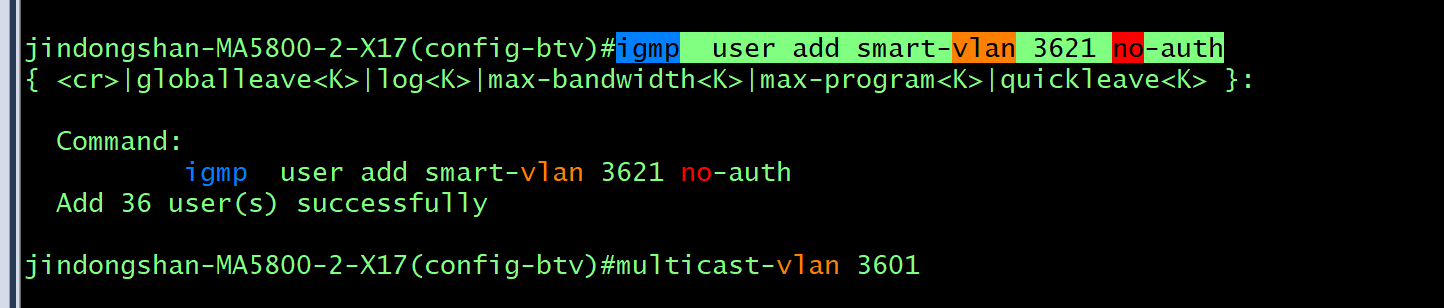 jindongshan-MA5800-2-X17(config-btv)#igmp  user add smart-vlan 3621 no-auth
{ <cr>|globalleave<K>|log<K>|max-bandwidth<K>|max-program<K>|quickleave<K> }:
Command:
igmp  user add smart-vlan 3621 no-auth
Add 36 user(s) successfully
jindongshan-MA5800-2-X17(config-btv)#multicast-vlan 3601